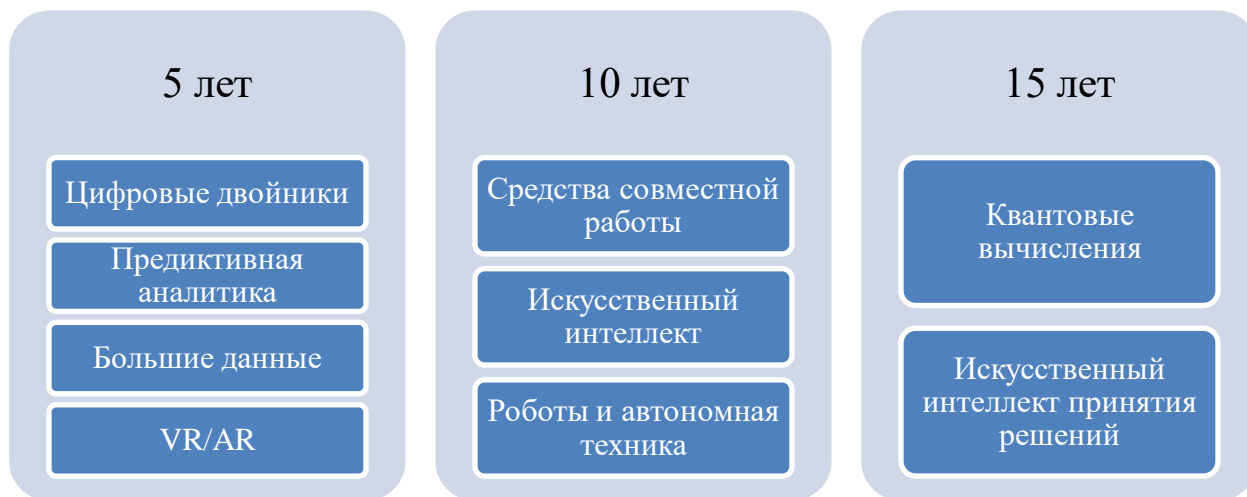 5 лет
Цифровые двойники
Предиктивная
аналитика
Большие данные
VR/AR
10 лет
Средства совместной
работы
Искусственный
интеллект
Роботы и автономная
техника
15 лет
Квантовые
вычисления
Искусственный
интеллект принятия
решений